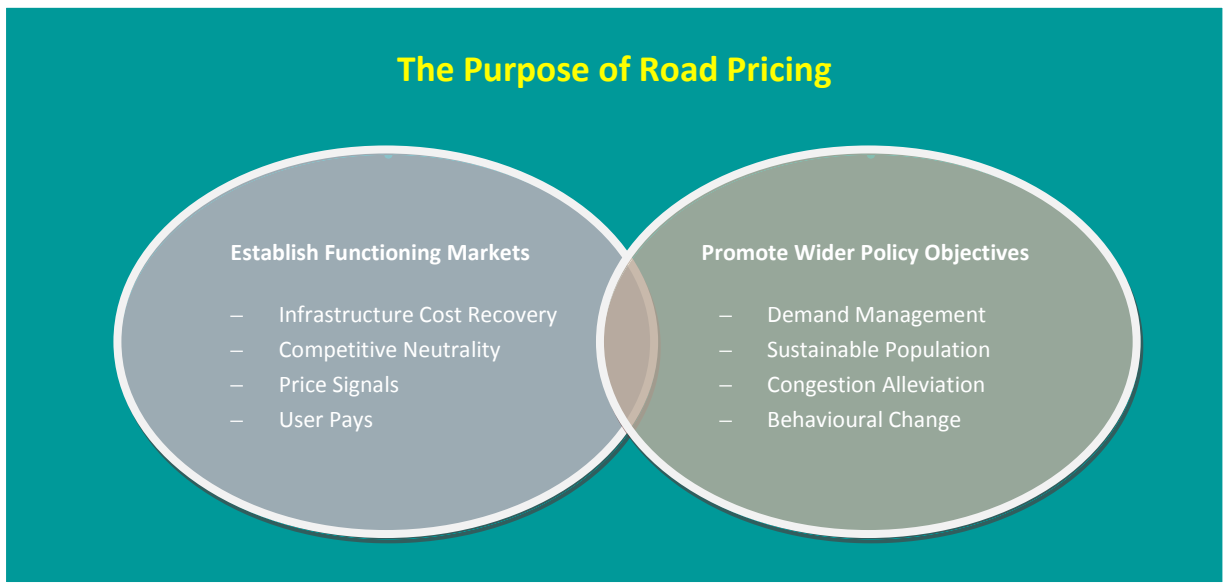 The Purpose of Road Pricing
Establish Functioning Markets
– Infrastructure Cost Recovery
– Competitive Neutrality
– Price Signals
– User Pays
Promote Wider Policy Objectives
– Demand Management
– Sustainable Population
– Congestion Alleviation
– Behavioural Change